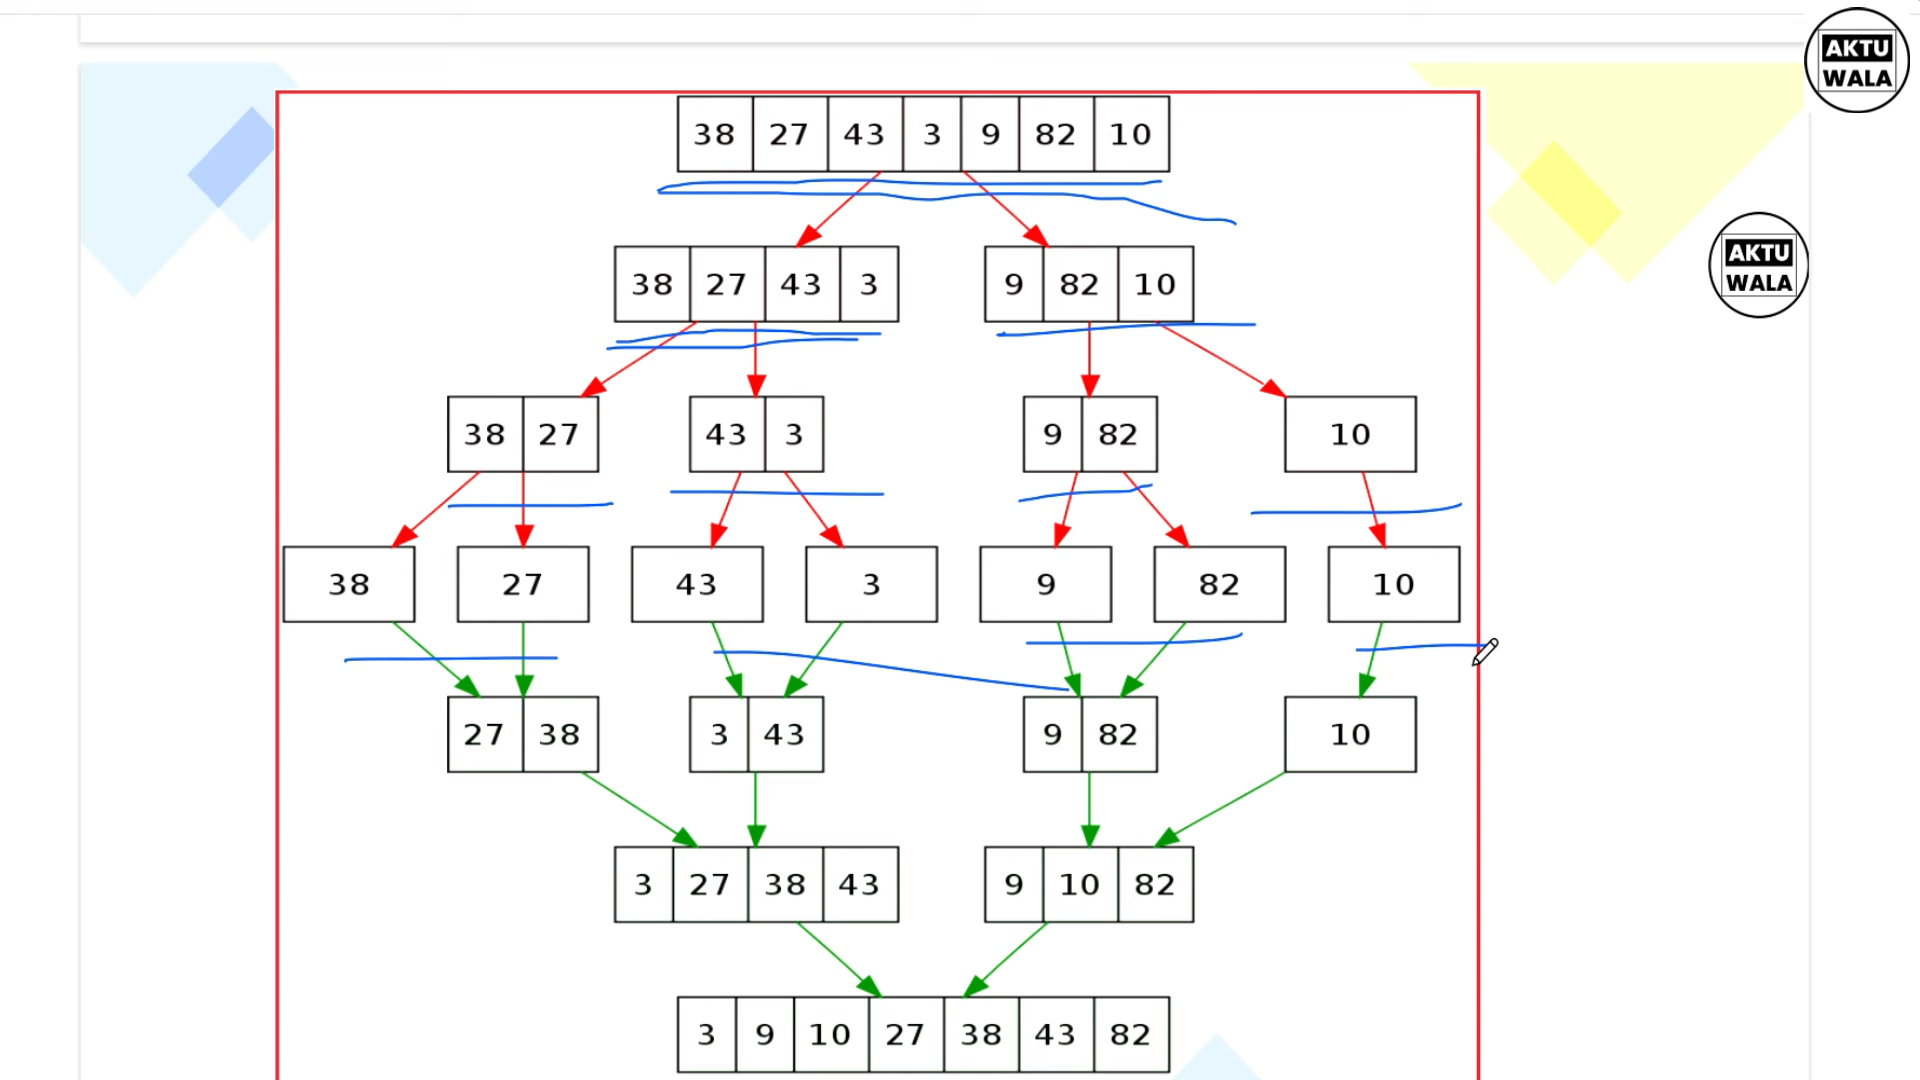 AKTU
WALA
38 27 43 3 9 82 10
AKTU
WALA
38 27 43 3 9 82 10
38 27 43 3 9 82 10
38 27 43 3 9 82 10
27 38 3 43 9 82 10
3 27 38 43 9 10 82
3 9 10 27 38 43 82